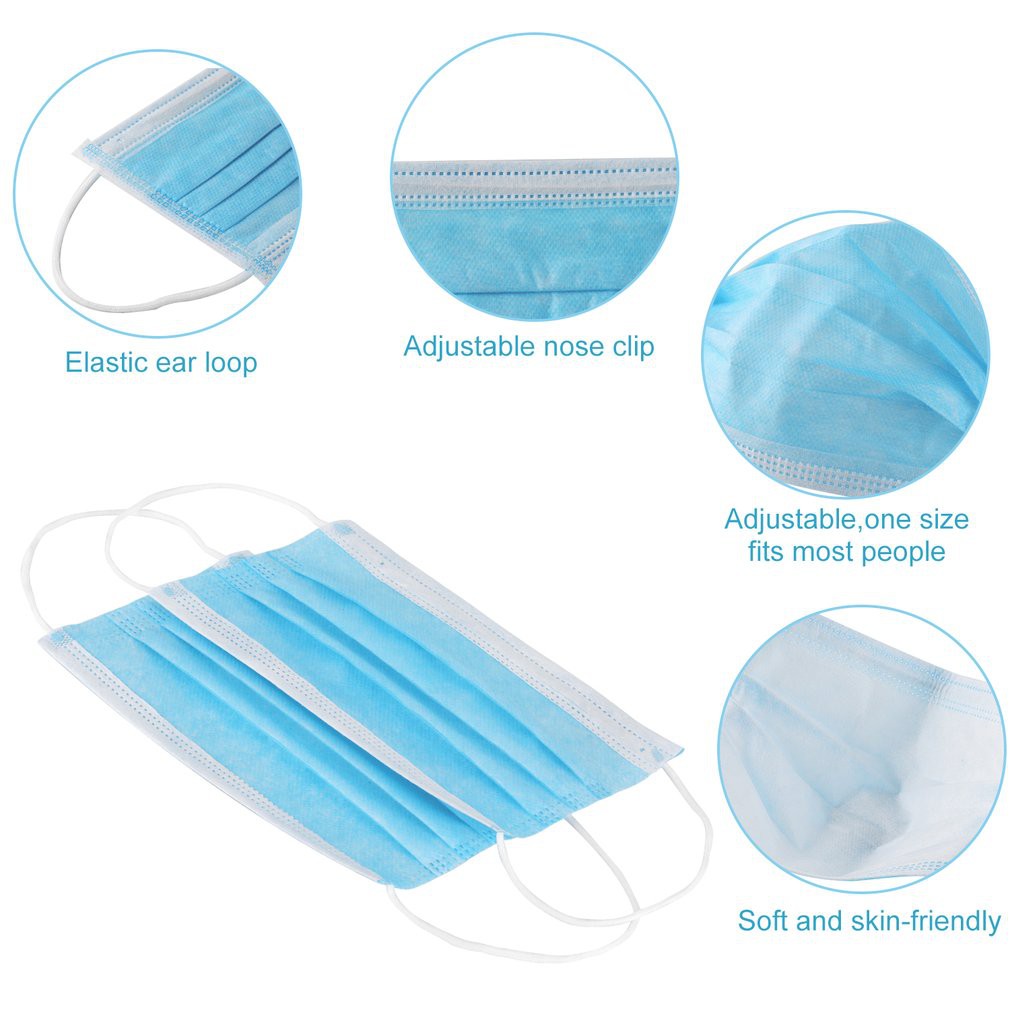 Elastic ear loop
Adjustable nose clip
Adjustable,one size
fits most people
Soft and skin-friendly